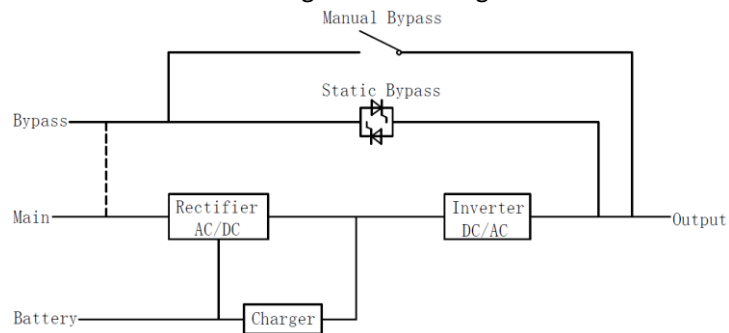 Manual Bypass
Static Bypass
Bypass
Main
Rectifier
AC/DC
Inverter
DC/AC
Output
Battery
Charger